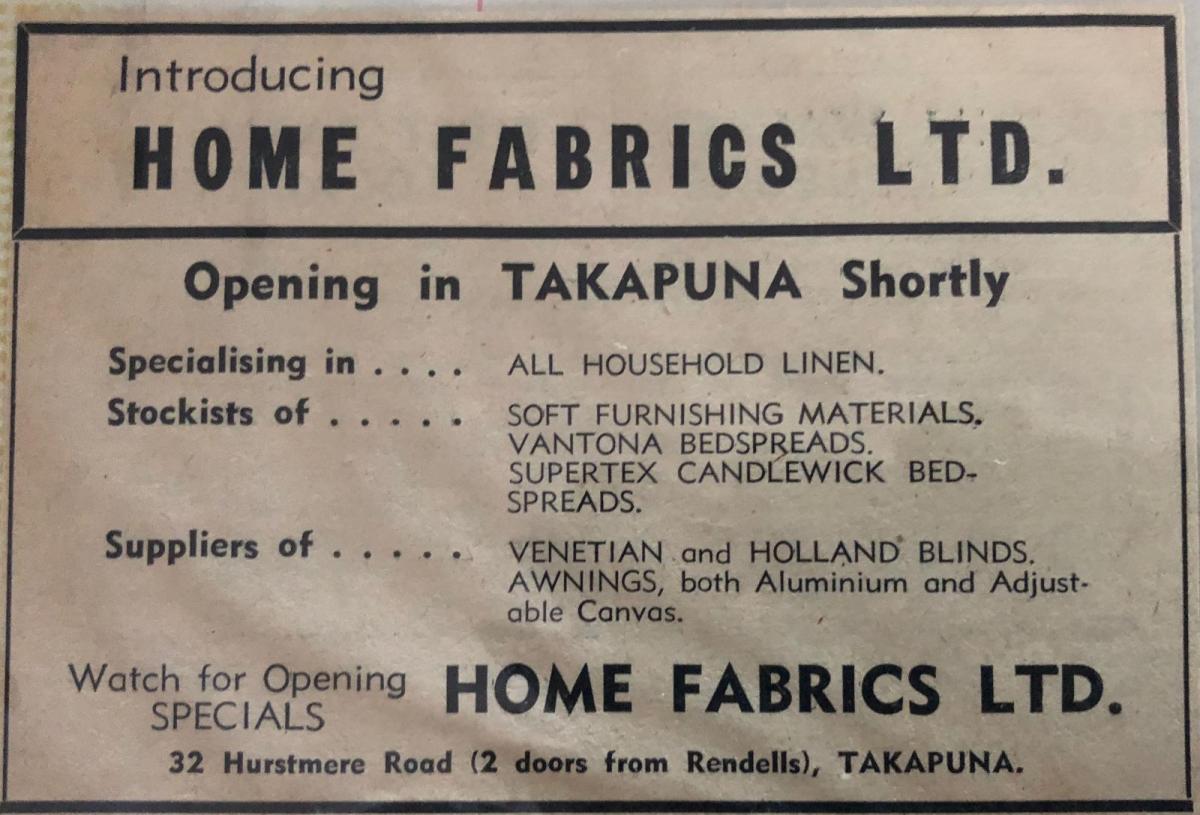 Introducing
HOME FABRICS LTD.
Opening in TAKAPUNA Shortly
Specialising in . . . . ALL HOUSEHOLD LINEN.
Stockists of . . . . . SOFT FURNISHING MATERIALS.
VANTONA BEDSPREADS.
SUPERTEX CANDLEWICK BED-
SPREADS.
Suppliers of . . . . . VENETIAN and HOLLAND BLINDS.
AWNINGS, both Aluminium and Adjust-
able Canvas.
Watch for Opening
SPECIALS
HOME FABRICS LTD.
32 Hurstmere Road (2 doors from Rendells), TAKAPUNA.